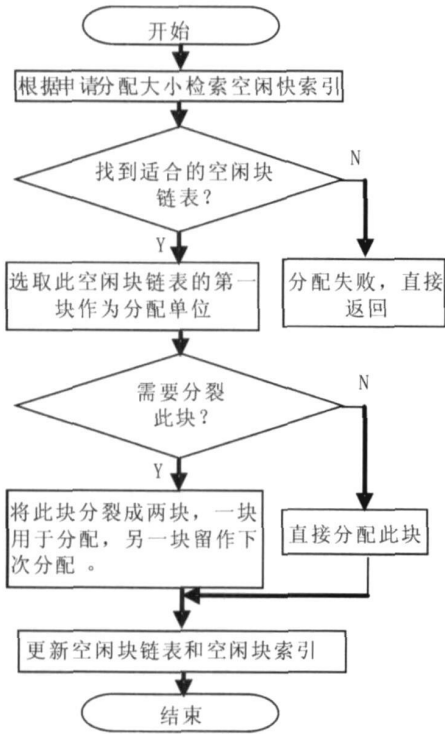 开始
根据申请分配大小检索空闲快索引
找到适合的空闲块
链表？
N
Y
选取此空闲块链表的第一
块作为分配单位
分配失败，直接
返回
需要分裂
此块？
N
Y
将此块分裂成两块，一块
用于分配，另一块留作下
次分配 。
直接分配此块
更新空闲块链表和空闲块索引
结束